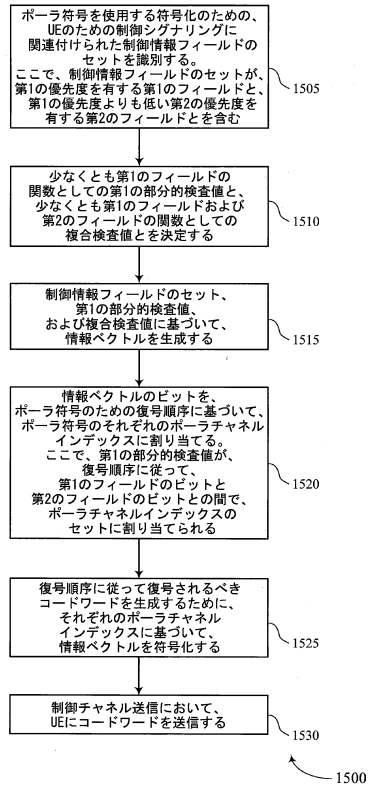 ポーラ符号を使用する符号化のための、
UEのための制御シグナリングに
関連付けられた制御情報フィールドの
セットを識別する。
ここで、制御情報フィールドのセットが、
第1の優先度を有する第1のフィールドと、
第1の優先度よりも低い第2の優先度を
有する第2のフィールドとを含む
1505
少なくとも第1のフィールドの
関数としての第1の部分的検査値と、
少なくとも第1のフィールドおよび
第2のフィールドの関数としての
複合検査値とを決定する
1510
制御情報フィールドのセット、
第1の部分的検査値、
および複合検査値に基づいて、
情報ベクトルを生成する
1515
情報ベクトルのビットを、
ポーラ符号のための復号順序に基づいて、
ポーラ符号のそれぞれのポーラチャネル
インデックスに割り当てる。
ここで、第1の部分的検査値が、
復号順序に従って、
第1のフィールドのビットと
第2のフィールドのビットとの間で、
ポーラチャネルインデックスの
セットに割り当てられる
1520
復号順序に従って復号されるべき
コードワードを生成するために、
それぞれのポーラチャネル
インデックスに基づいて、
情報ベクトルを符号化する
1525
制御チャネル送信において、
UEにコードワードを送信する
1530
1500